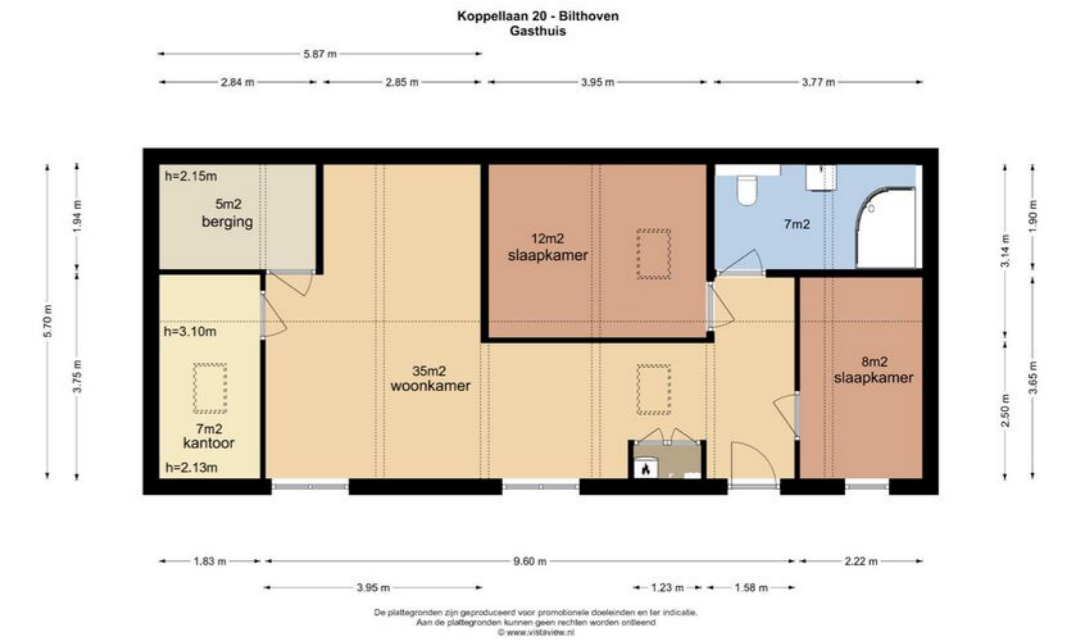 Koppellaan 20 - Bilthoven
Gasthuis
5.87 m
2.84 m
2.85 m
3.95 m
3.77 m
h=2.15m
5m2
berging
12m2
slaapkamer
7m2
1.94 m
5.70 m
3.75 m
3.14 m
1.90 m
2.50 m
3.65 m
h=3.10m
35m2
woonkamer
8m2
slaapkamer
7m2
kantoor
h=2.13m
1.83 m
9.60 m
2.22 m
3.95 m
1.23 m
1.58 m
De plattegronden zijn geproduceerd voor promotionele doeleinden en ter indicatie.
Aan de plattegronden kunnen geen rechten worden ontleend
© www.vistaview.nl